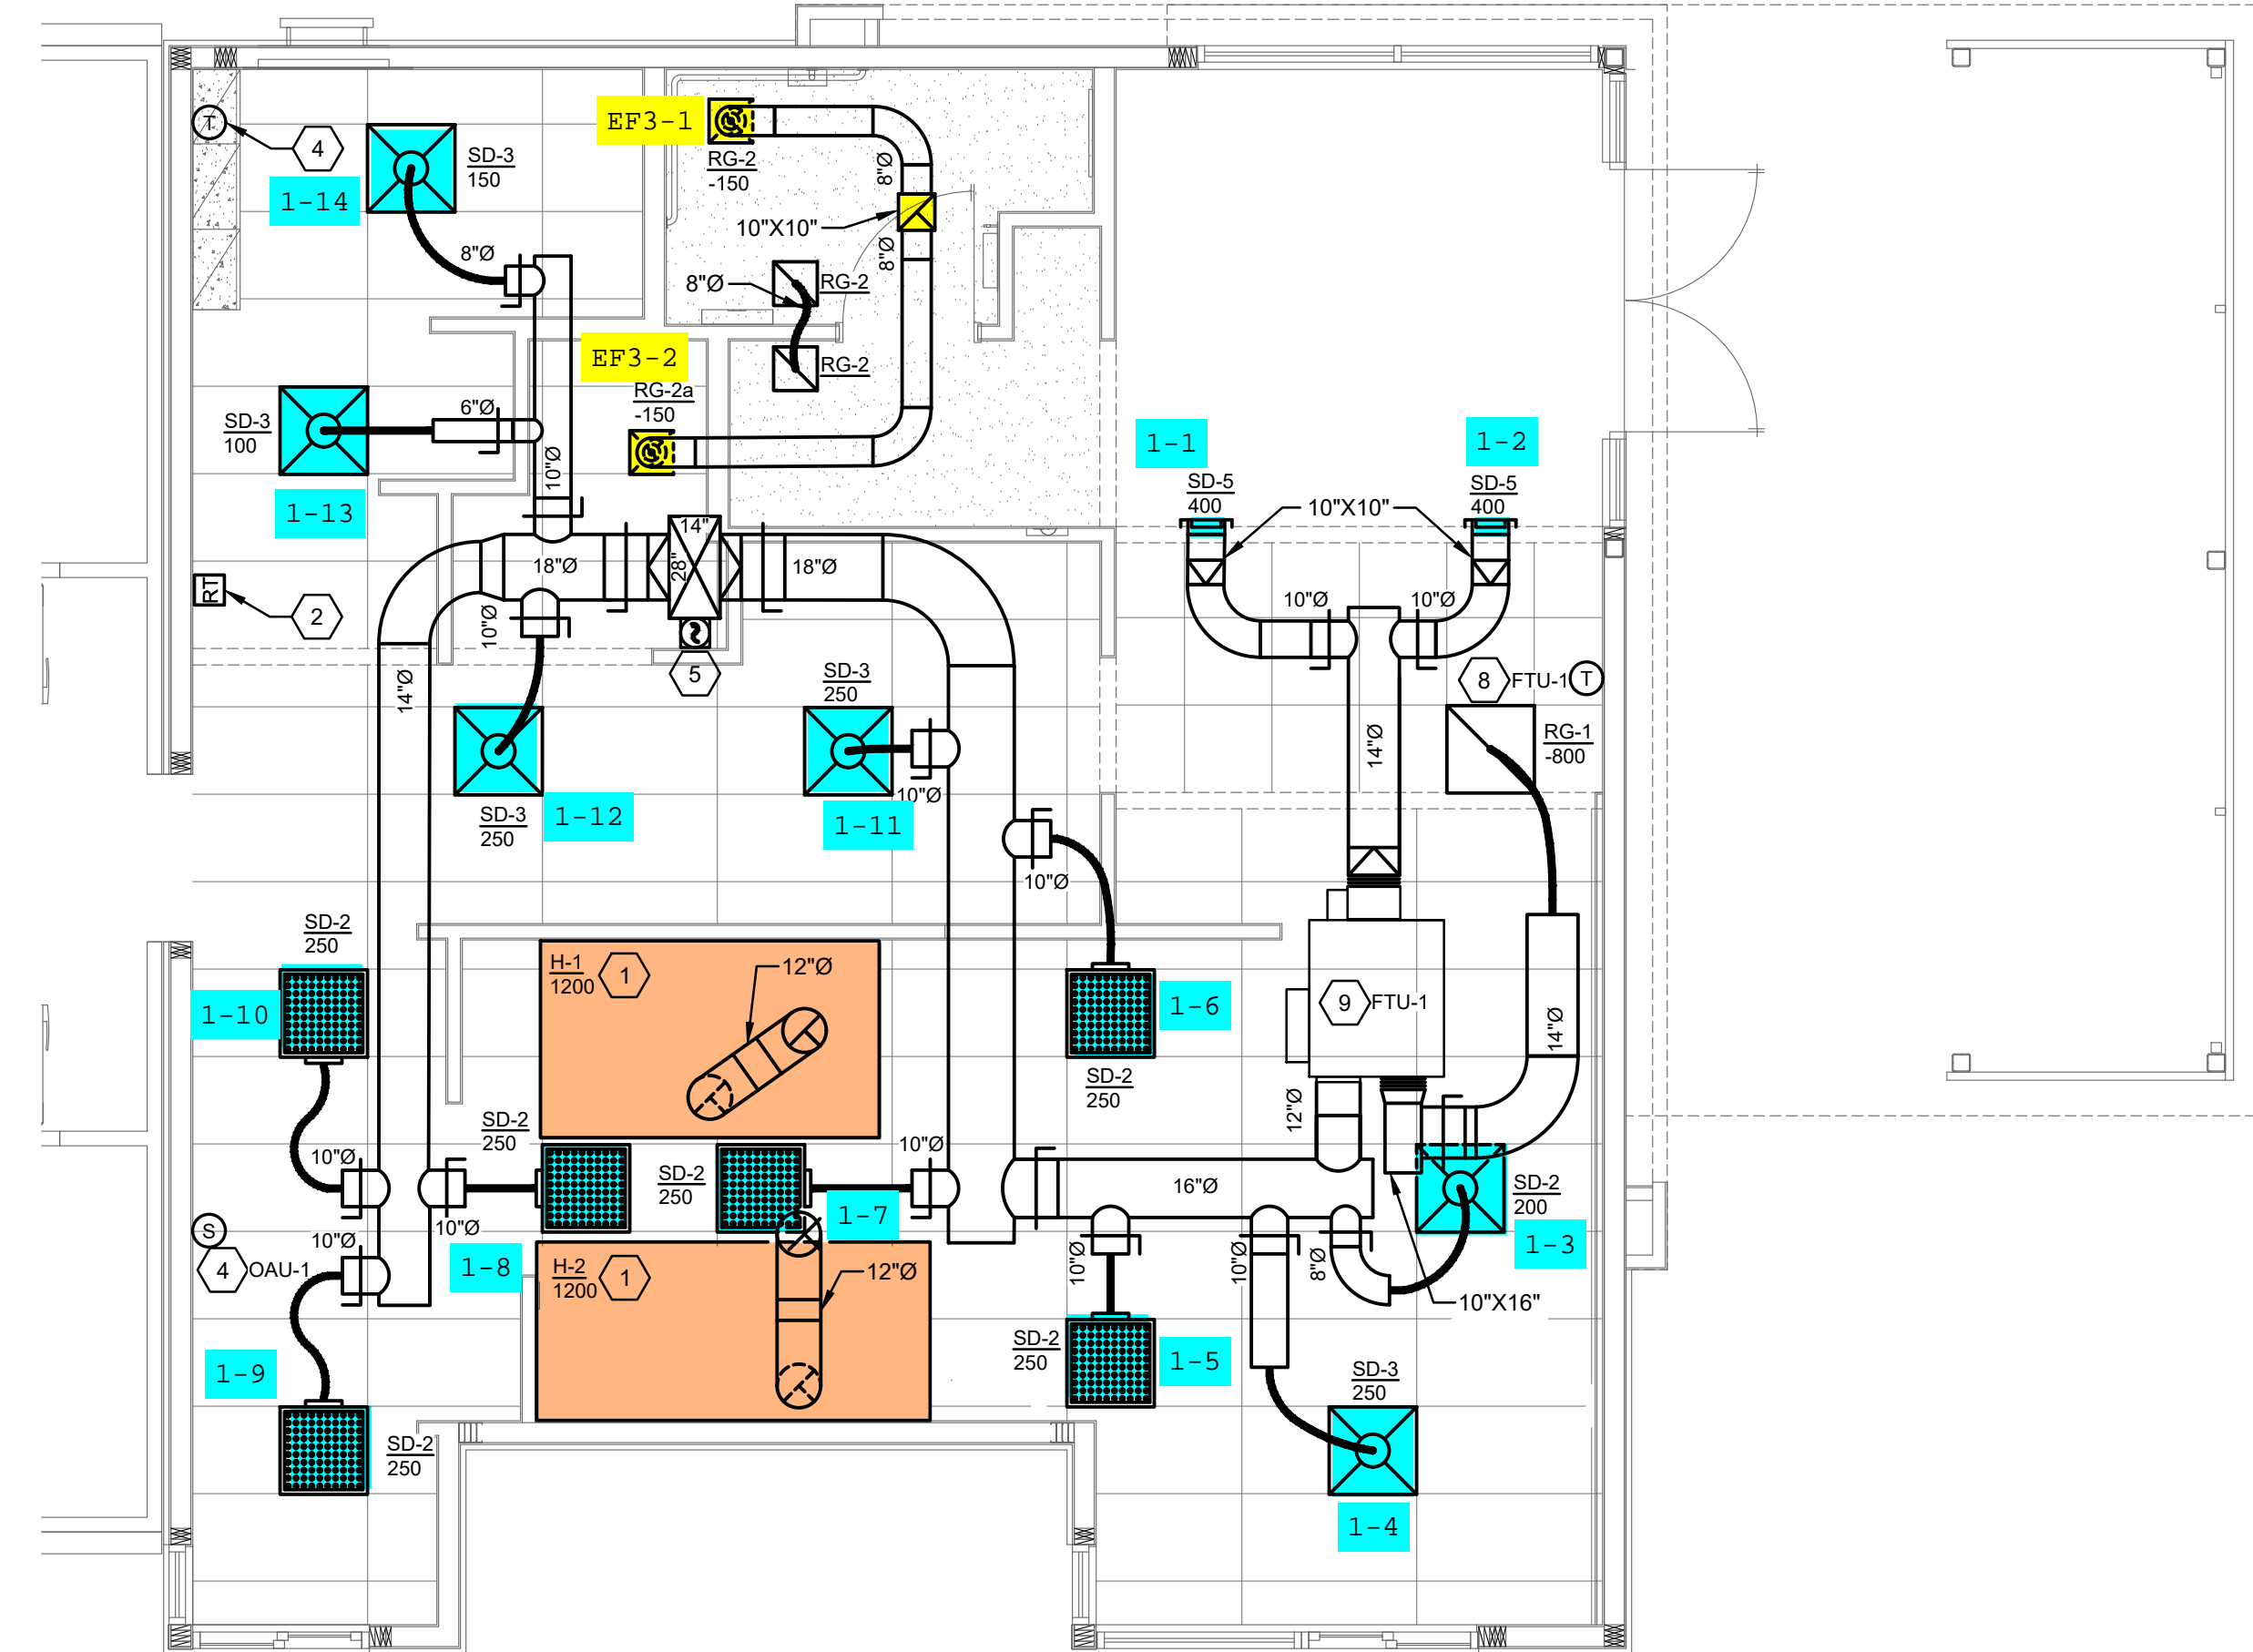 EF3-1
T
4
SD-3
150
RG-2
-150
8"Ø
1-14
10"X10"
8"Ø
8"Ø
8"Ø
RG-2
EF3-2
RG-2
RG-2a
-150
SD-3
100
6"Ø
10"Ø
1-13
1-1
1-2
SD-5
400
10"X10"
SD-5
400
14"
28"
18"Ø
18"Ø
RT
2
10"Ø
10"Ø
10"Ø
5
14"Ø
SD-3
250
8
FTU-1
T
14"Ø
RG-1
-800
10"Ø
SD-3
250
1-12
1-11
10"Ø
SD-2
250
H-1
1200
1
12"Ø
1-10
1-6
9
FTU-1
14"Ø
SD-2
250
SD-2
250
12"Ø
10"Ø
10"Ø
SD-2
250
16"Ø
SD-2
200
1-7
S
10"Ø
10"Ø
1-3
4
OAU-1
1-8
H-2
1200
1
12"Ø
10"Ø
10"Ø
8"Ø
10"X16"
SD-2
250
1-5
1-9
SD-3
250
SD-2
250
1-4